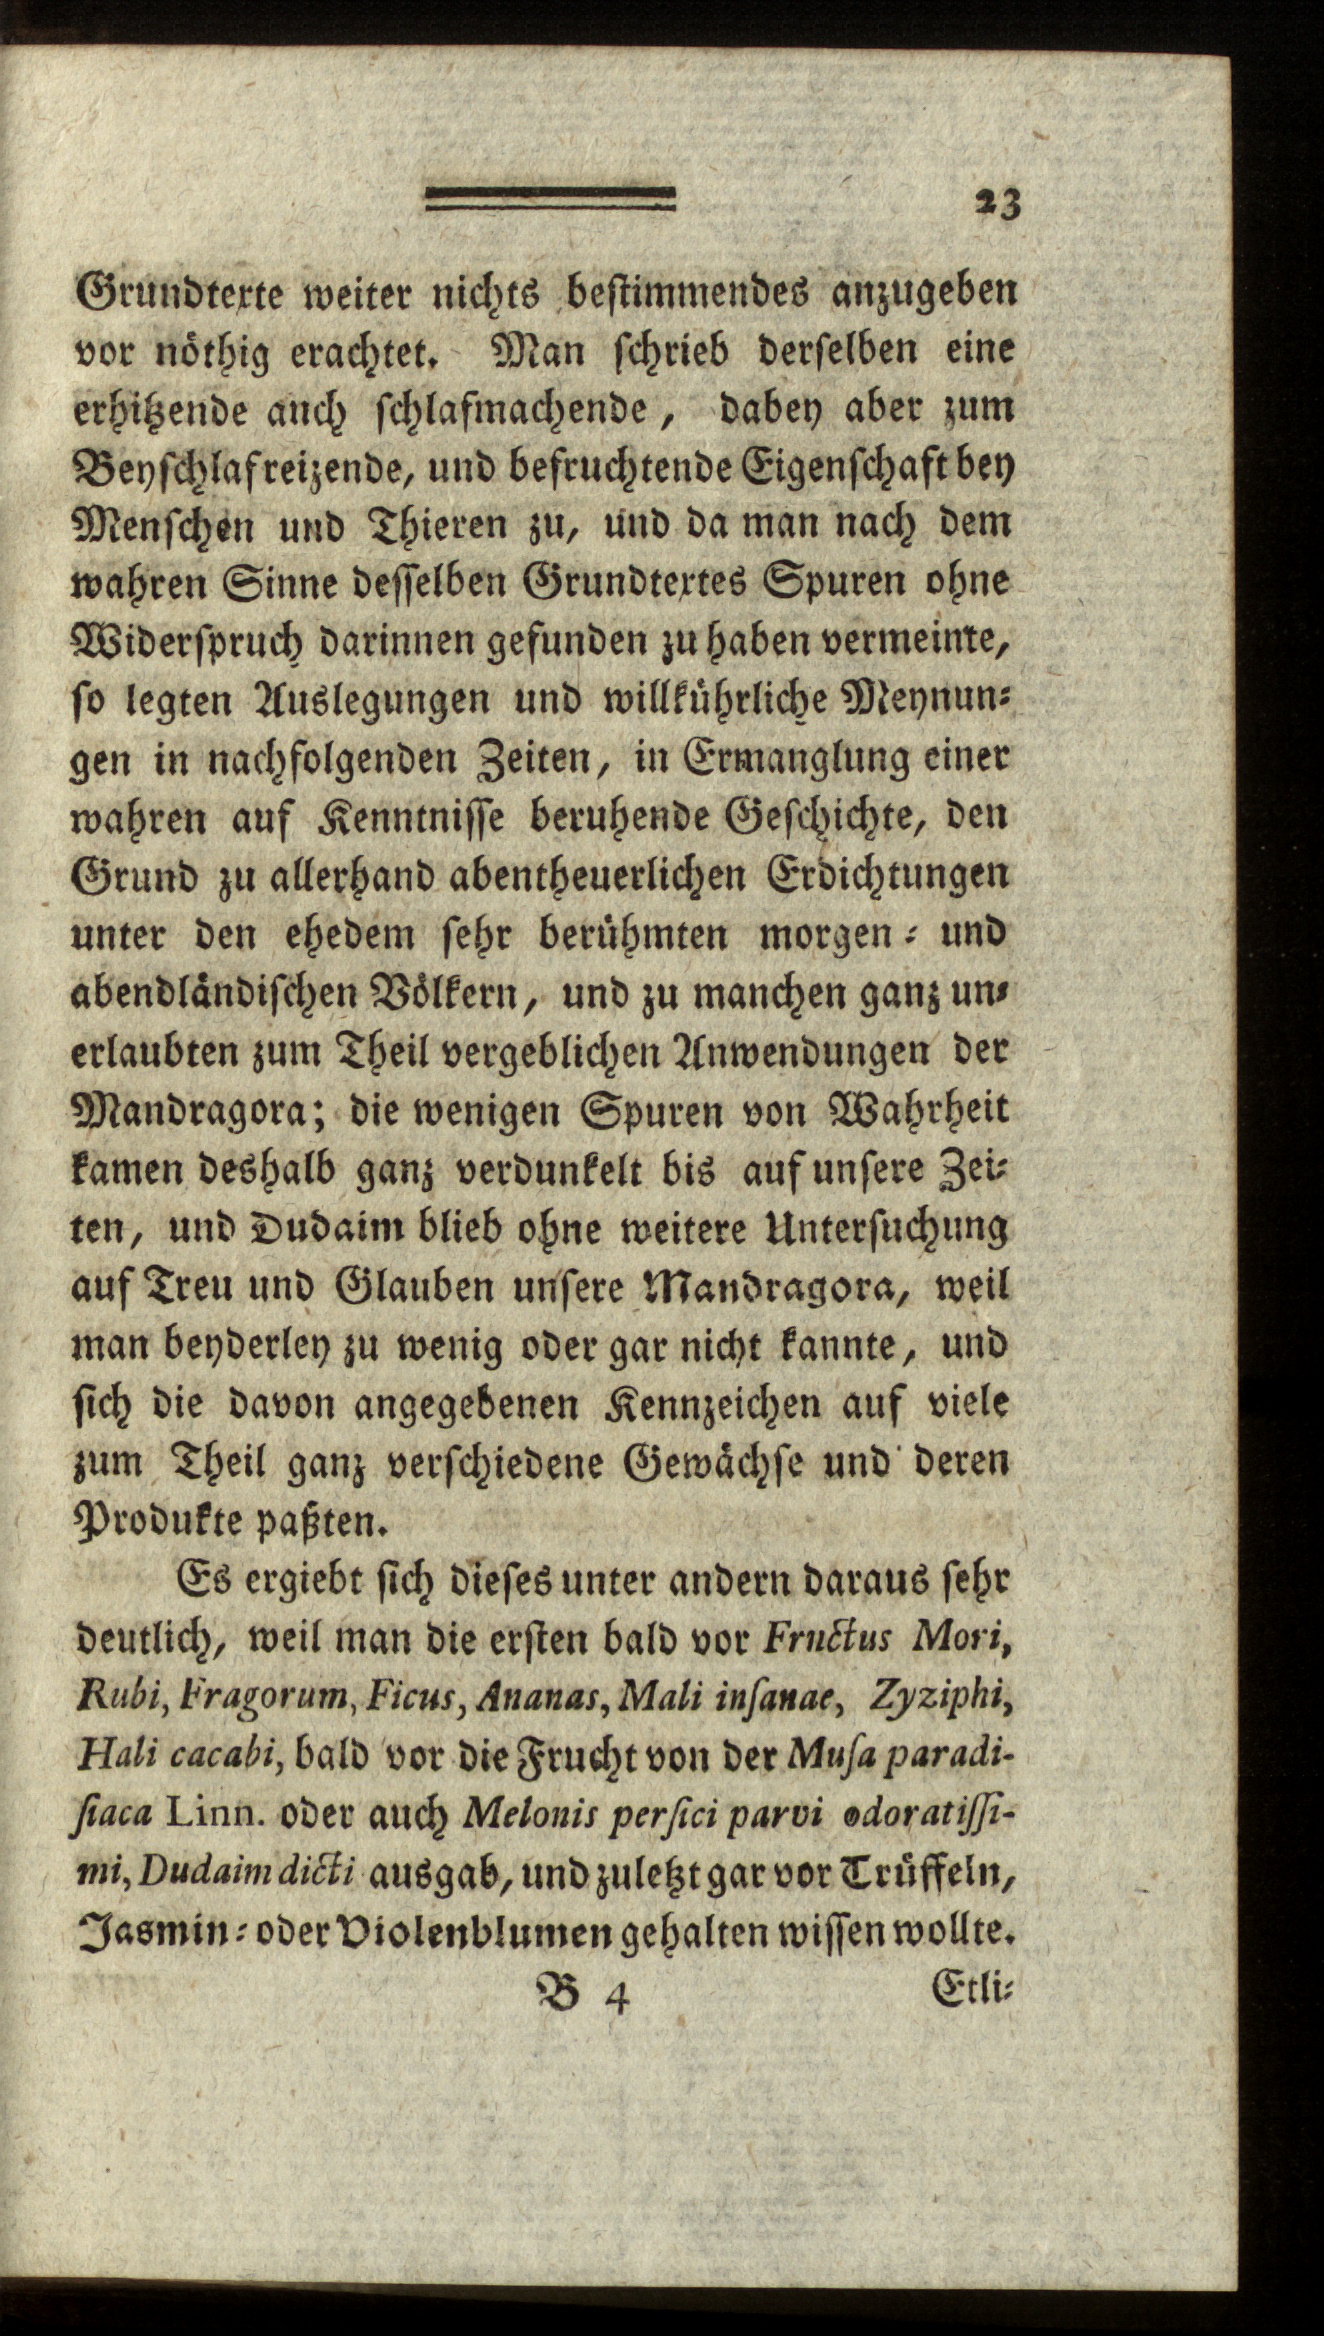 23
Grundtexte weiter nichts bestimmendes anzugeben
vor nöthig erachtet. Man schrieb derselben eine
erhitzende auch schlafmachende, dabey aber zum
Beyschlafreizende, und befruchtende Eigenschaft bey
Menschen und Thieren zu, und da man nach dem
wahren Sinne desselben Grundtextes Spuren ohne
Widerspruch darinnen gefunden zu haben vermeinte,
so legten Auslegungen und willkührliche Meynun-
gen in nachfolgenden Zeiten, in Ermanglung einer
wahren auf Kenntnisse beruhende Geschichte, den
Grund zu allerhand abentheuerlichen Erdichtungen
unter den ehedem sehr berühmten morgen- und
abendländischen Völkern, und zu manchen ganz un-
erlaubten zum Theil vergeblichen Anwendungen der
Mandragora; die wenigen Spuren von Wahrheit
kamen deshalb ganz verdunkelt bis auf unsere Zei-
ten, und Dudaim blieb ohne weitere Untersuchung
auf Treu und Glauben unsere Mandragora, weil
man beyderley zu wenig oder gar nicht kannte, und
sich die davon angegebenen Kennzeichen auf viele
zum Theil ganz verschiedene Gewächse und deren
Produkte paßten.
Es ergiebt sich dieses unter andern daraus sehr
deutlich, weil man die ersten bald vor Fructus Mori,
Rubi, Fragorum, Ficus, Ananas, Mali inſanae, Zyziphi,
Hali cacabi, bald vor die Frucht von der Muſa paradi-
ſiaca Linn. oder auch Melonis perſici parvi odoratiſſi-
mi, Dudaim dicti ausgab, und zuletzt gar vor Trüffeln,
Jasmin- oder Violenblumen gehalten wissen wollte.
B 4 Etli-